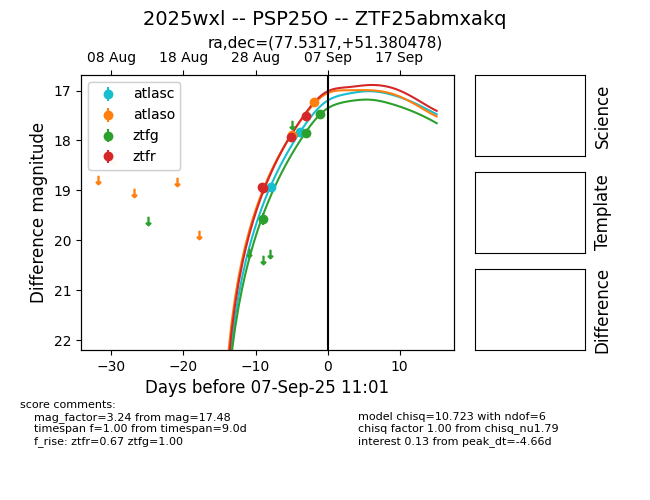 2025wxl -- PSP25O -- ZTF25abmxakq
ra,dec=(77.5317,+51.380478)
08 Aug 18 Aug 28 Aug 07 Sep 17 Sep
atlasc
atlaso
ztfg
ztfr
17
18
19
20
21
22
Difference magnitude
−30 −20 −10 0 10
Days before 07-Sep-25 11:01
Science
Template
Difference
score comments:
mag_factor=3.24 from mag=17.48
timespan f=1.00 from timespan=9.0d
f_rise: ztfr=0.67 ztfg=1.00
model chisq=10.723 with ndof=6
chisq factor 1.00 from chisq_nu1.79
interest 0.13 from peak_dt=-4.66d